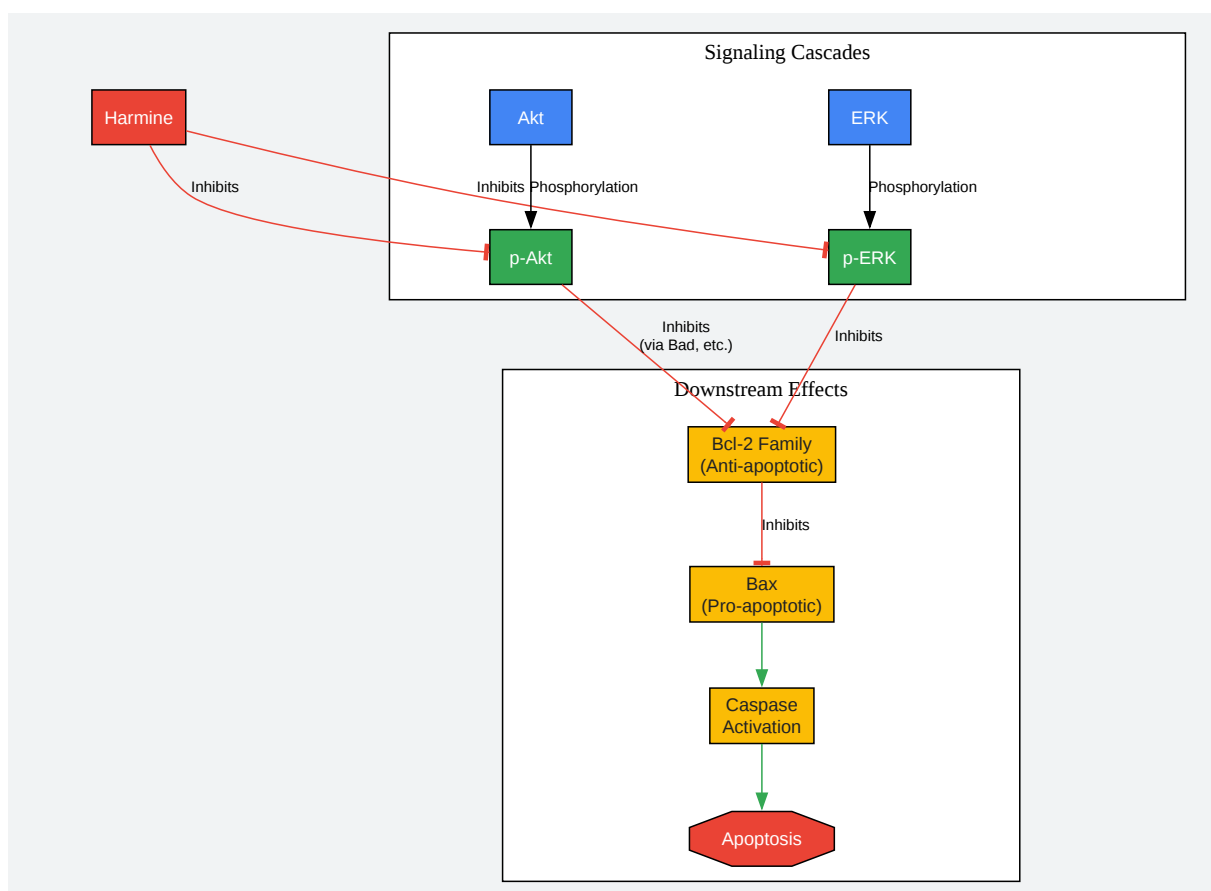 Signaling Cascades
Harmine
Akt
ERK
Inhibits
Inhibits
Phosphorylation
Phosphorylation
p-Akt
p-ERK
Inhibits
(via Bad, etc.)
Inhibits
Downstream Effects
Bcl-2 Family
(Anti-apoptotic)
Inhibits
Bax
(Pro-apoptotic)
Caspase
Activation
Apoptosis